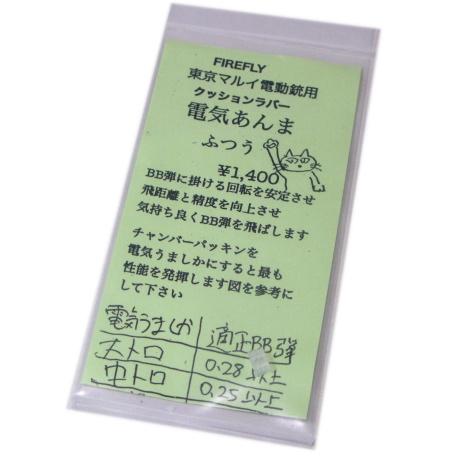 FIREFLY
東京マルイ電動銃用
クッションラバー
電気あんま
ふつう
¥1,400
BB弾に掛ける回転を安定させ
飛距離と精度を向上させ
気持ち良くBB弾を飛ばします
チャンバーパッキンを
電気うましかにすると最も
性能を発揮します図を参考に
して下さい
電気うましか 適正BB弾
大トロ 0.28以上
中トロ 0.25以上